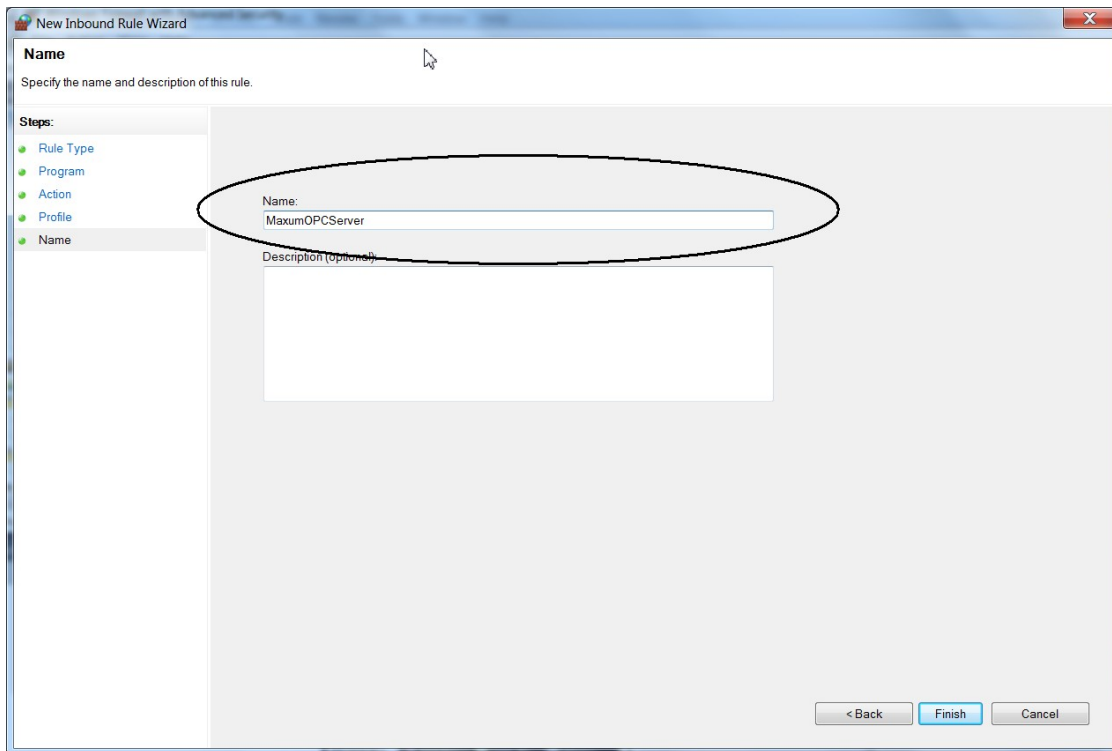 New Inbound Rule Wizard
Name
Specify the name and description of this rule.
Steps:
Rule Type
Program
Action
Profile
Name
Name:
MaxumOPCServer
Description (optional):
< Back
Finish
Cancel